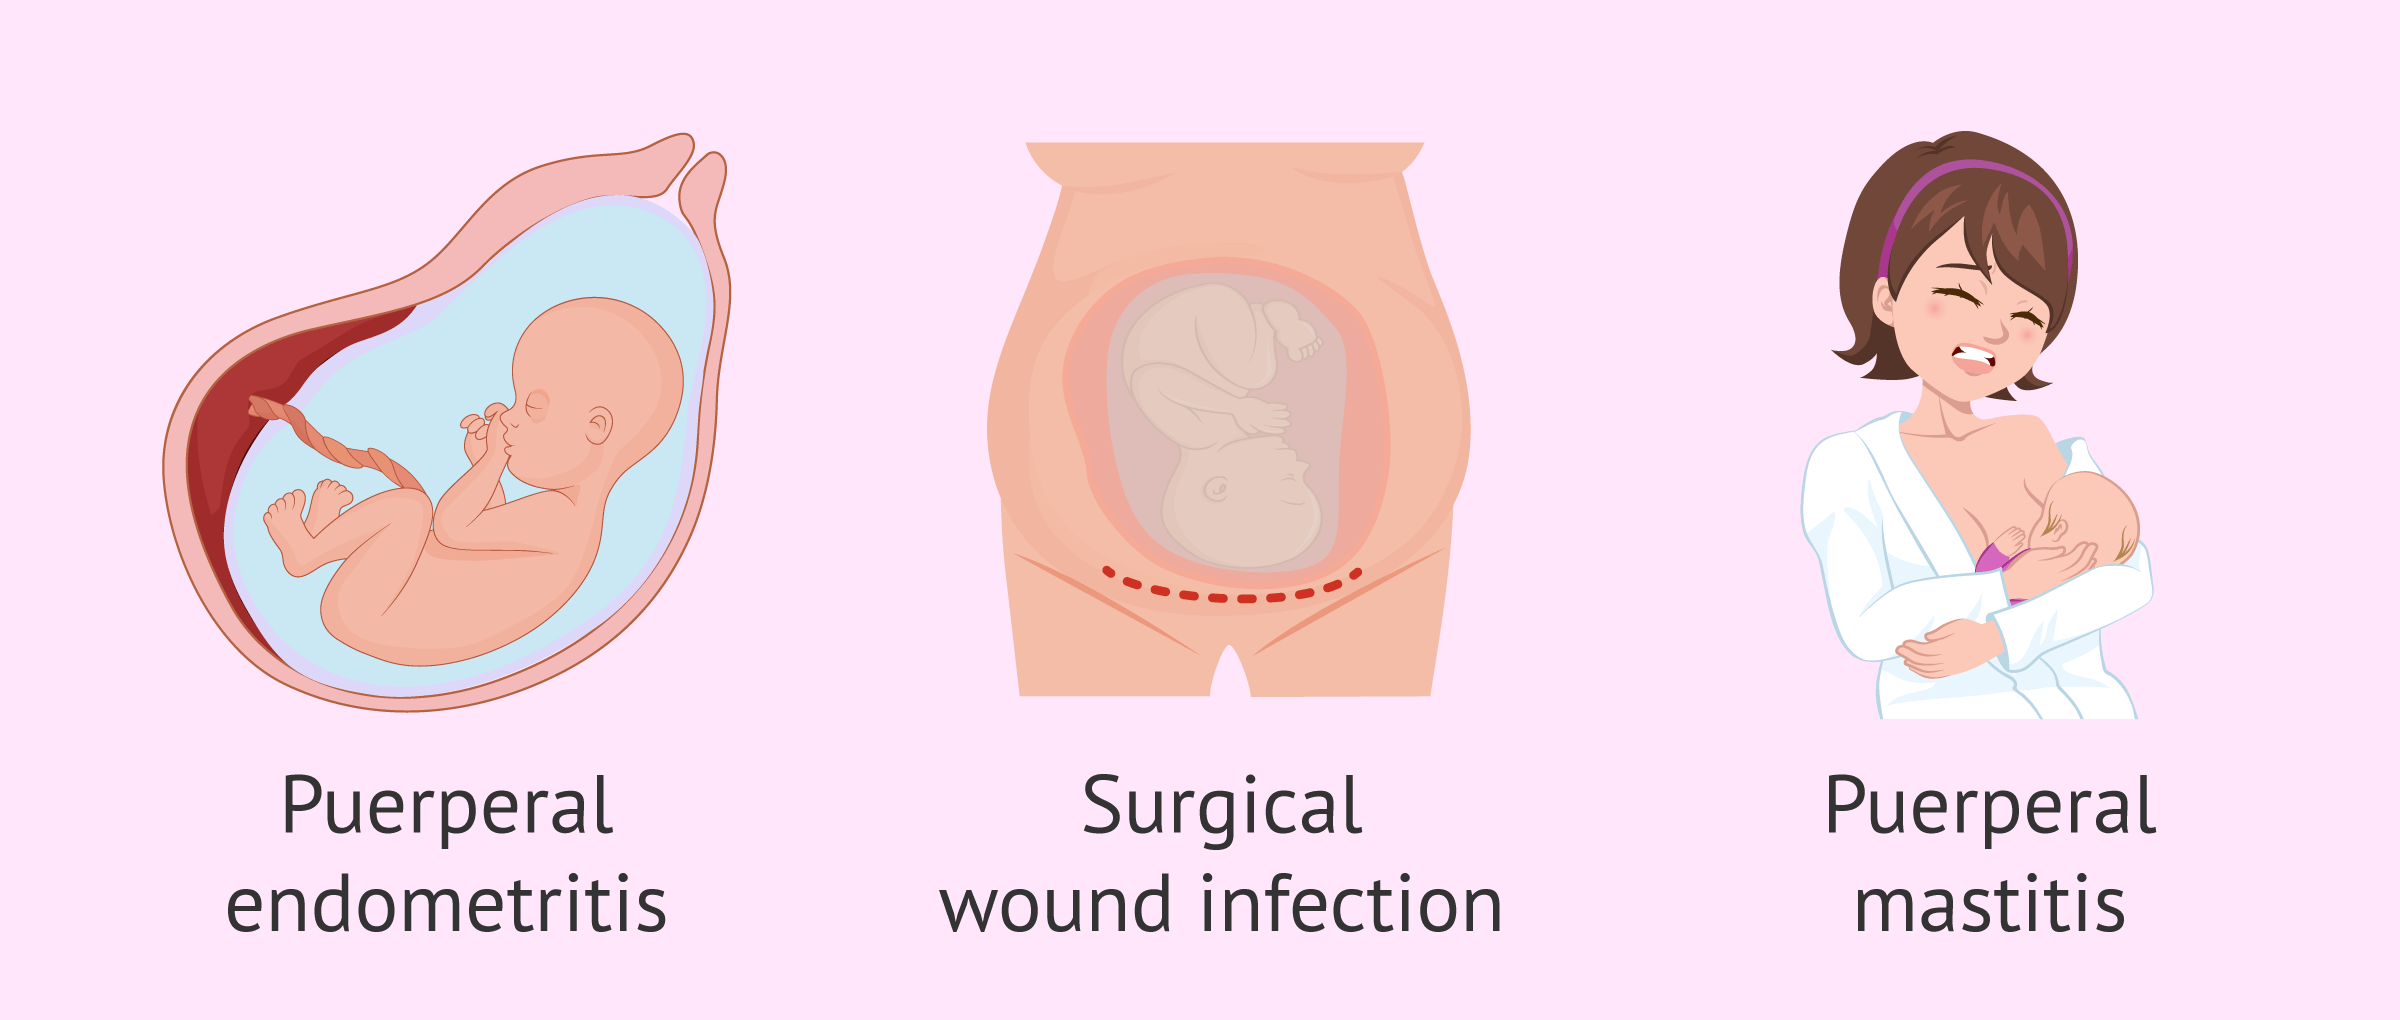 Puerperal
endometritis
Surgical
wound infection
Puerperal
mastitis